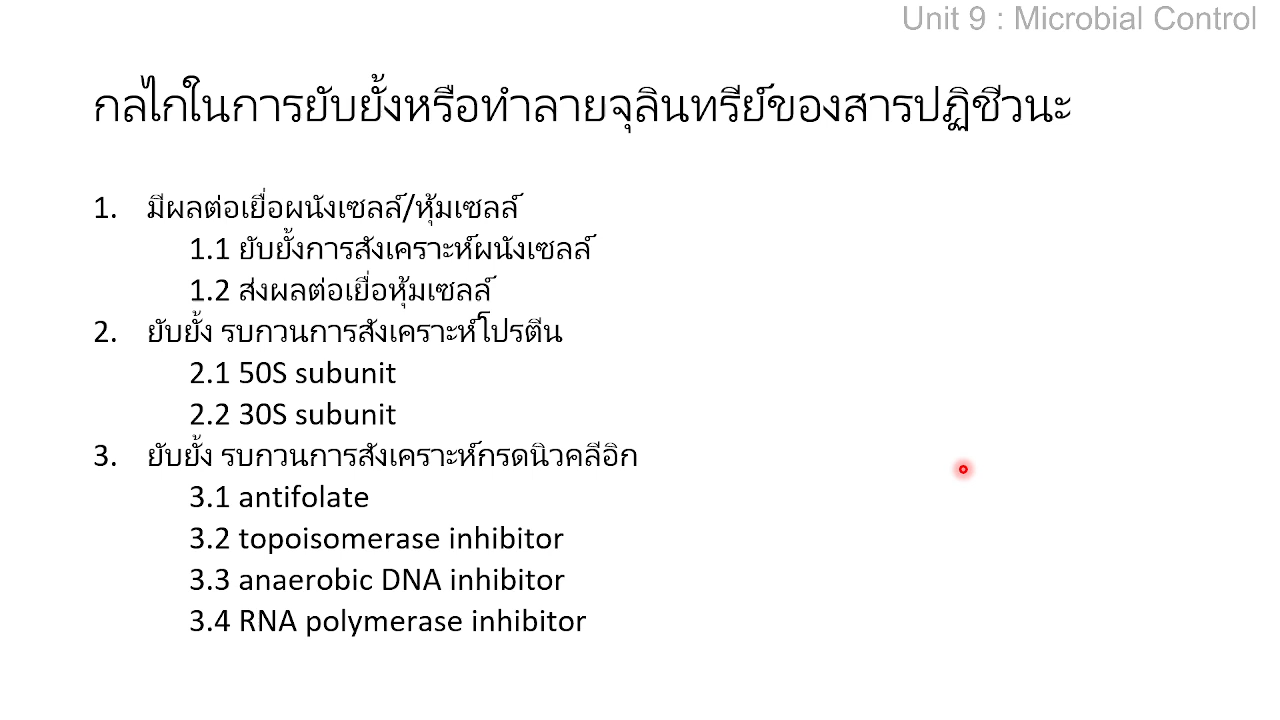 Unit 9 : Microbial Control
กลไกในการยับยั้งหรือทำลายจุลินทรีย์ของสารปฏิชีวนะ
1. มีผลต่อเยื่อผนังเซลล์/หุ้มเซลล์
1.1 ยับยั้งการสังเคราะห์ผนังเซลล์
1.2 ส่งผลต่อเยื่อหุ้มเซลล์
2. ยับยั้ง รบกวนการสังเคราะห์โปรตีน
2.1 50S subunit
2.2 30S subunit
3. ยับยั้ง รบกวนการสังเคราะห์กรดนิวคลีอิก
3.1 antifolate
3.2 topoisomerase inhibitor
3.3 anaerobic DNA inhibitor
3.4 RNA polymerase inhibitor